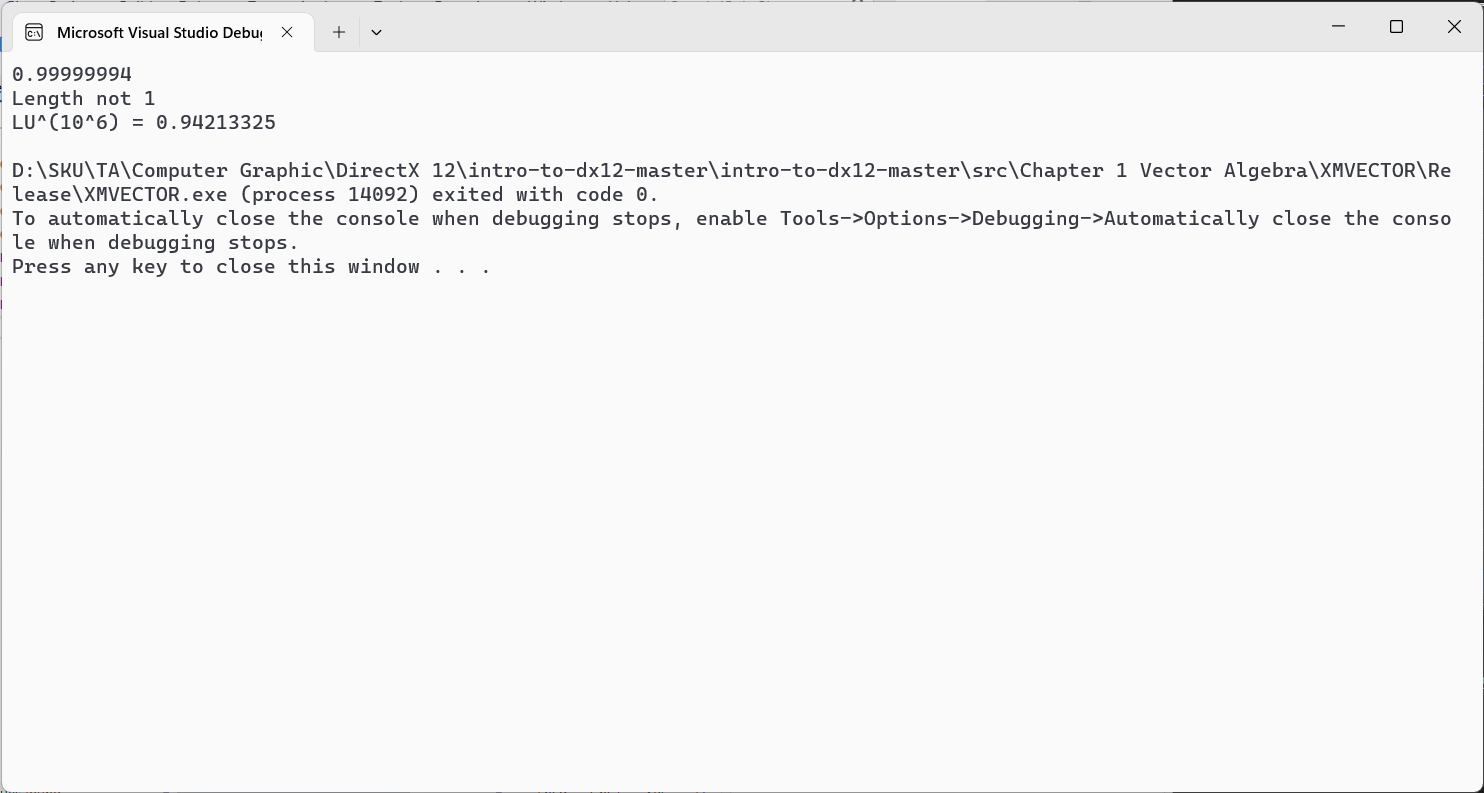 Microsoft Visual Studio Debu
0.99999994
Length not 1
LU^(10^6) = 0.94213325
D:\SKU\TA\Computer Graphic\DirectX 12\intro-to-dx12-master\intro-to-dx12-master\src\Chapter 1 Vector Algebra\XMVECTOR\Re
lease\XMVECTOR.exe (process 14092) exited with code 0.
To automatically close the console when debugging stops, enable Tools->Options->Debugging->Automatically close the conso
le when debugging stops.
Press any key to close this window . . .